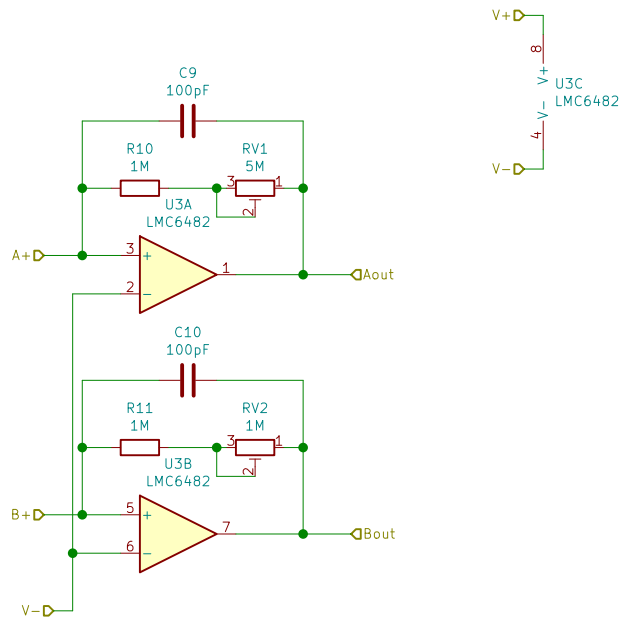 V+
8
V+
U3C
LMC6482
V-
4
V-
C9
100pF
R10
1M
RV1
5M
3
1
2
U3A
LMC6482
A+
3
+
1
2
-
Aout
C10
100pF
R11
1M
RV2
1M
3
1
2
U3B
LMC6482
B+
5
+
7
6
-
Bout
V-